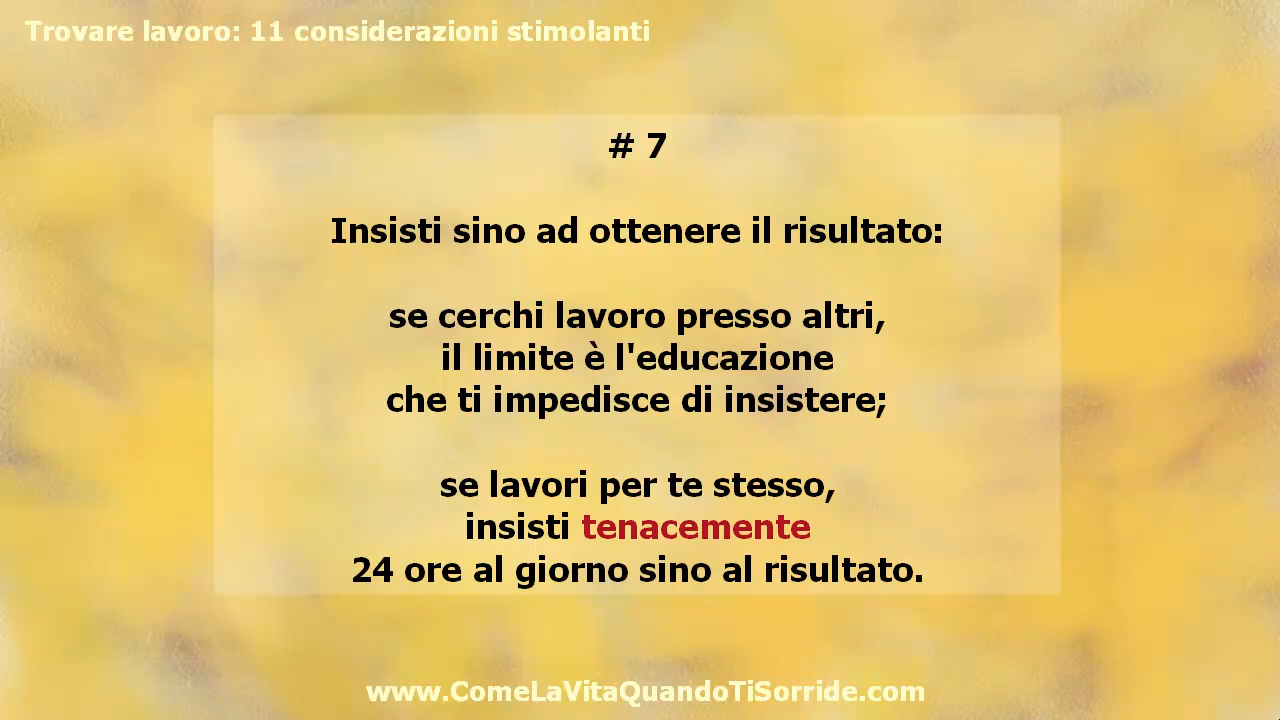 Trovare lavoro: 11 considerazioni stimolanti
# 7
Insisti sino ad ottenere il risultato:
se cerchi lavoro presso altri,
il limite è l'educazione
che ti impedisce di insistere;
se lavori per te stesso,
insisti tenacemente
24 ore al giorno sino al risultato.
www.ComeLaVitaQuandoTiSorride.com